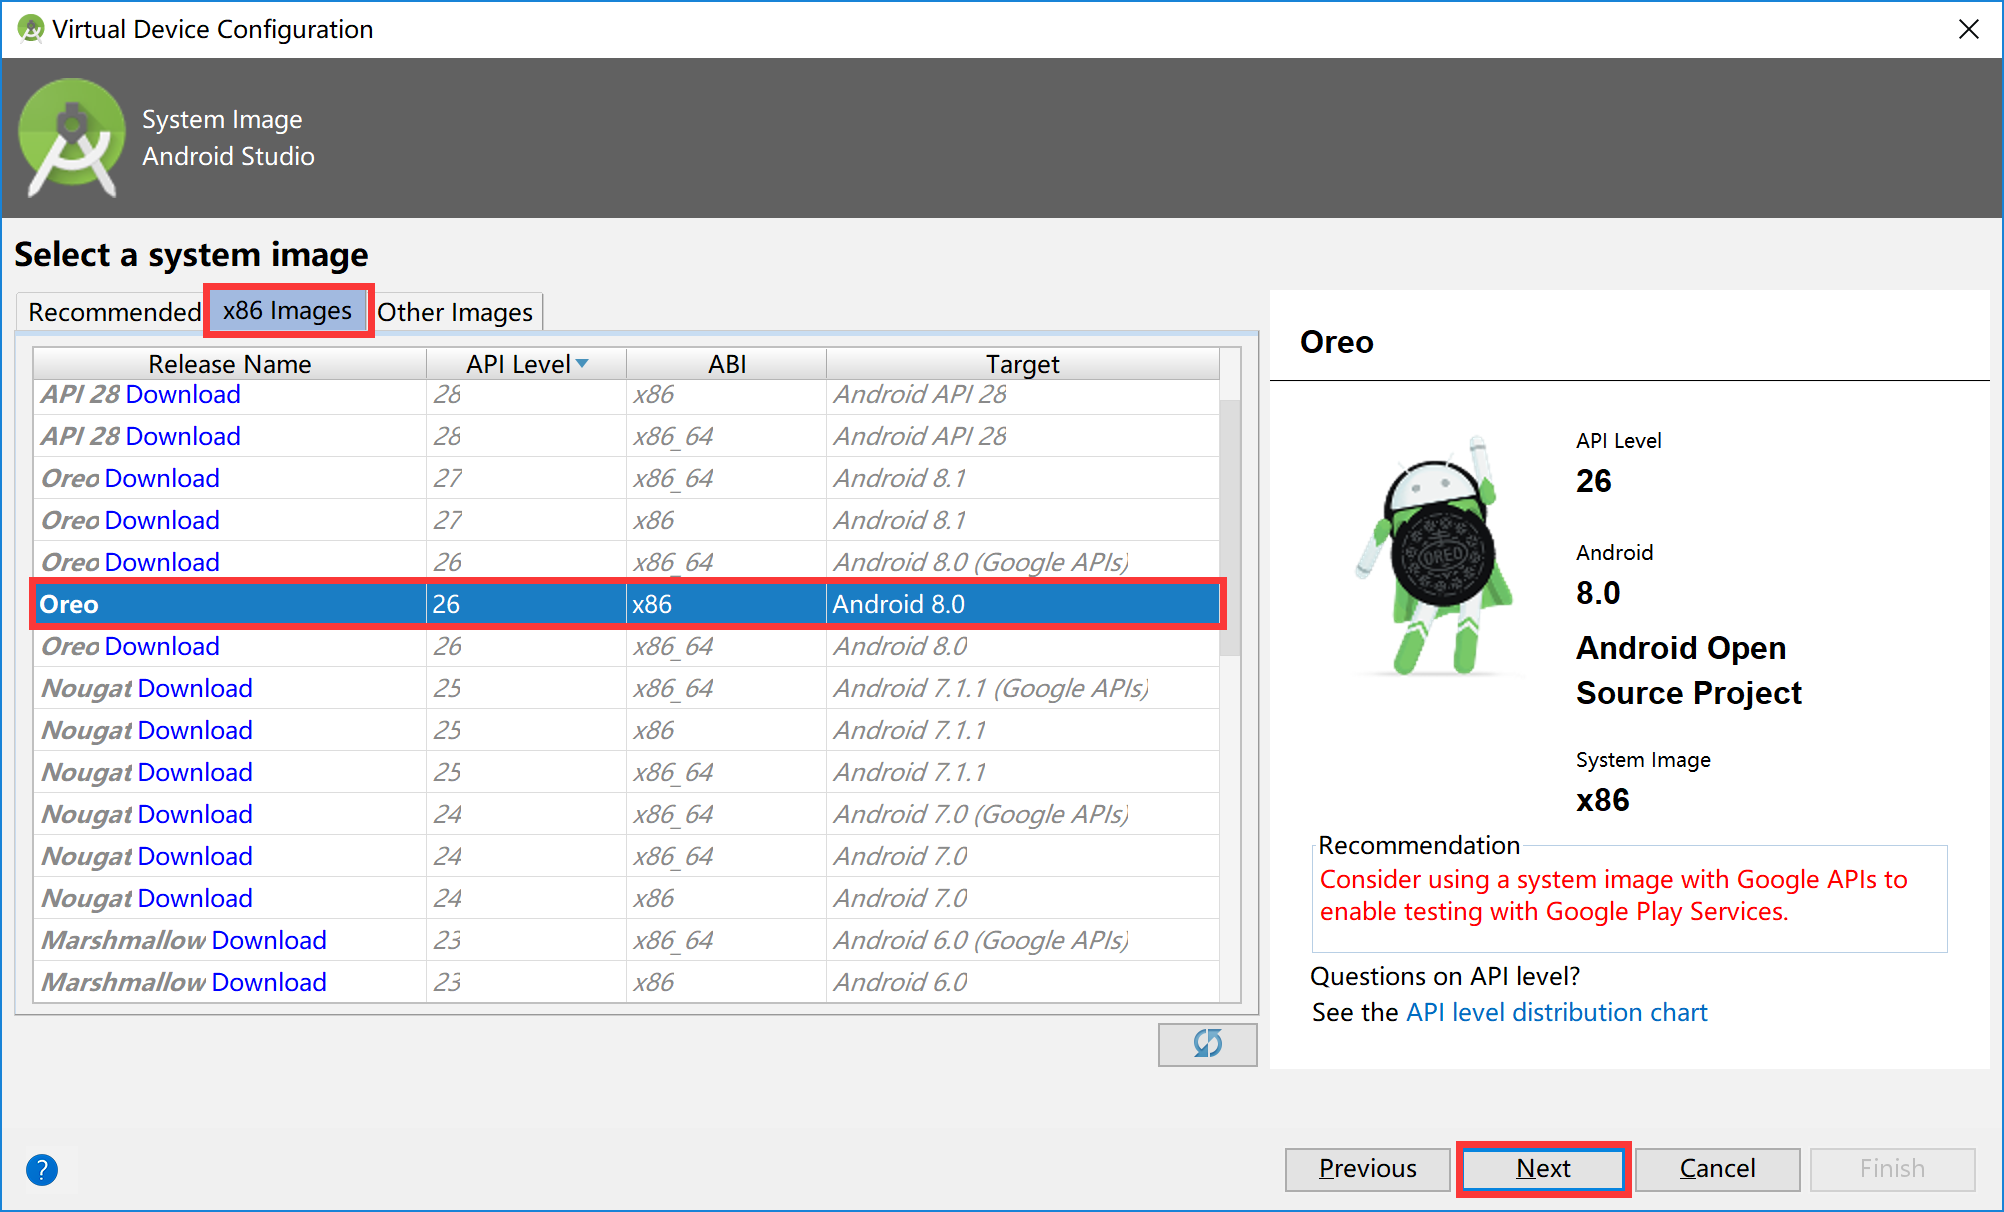 Virtual Device Configuration
System Image
Android Studio
Select a system image
Recommended x86 Images Other Images
Release Name API Level ABI Target
API 28 Download 28 x86 Android API 28
API 28 Download 28 x86_64 Android API 28
Oreo Download 27 x86_64 Android 8.1
Oreo Download 27 x86 Android 8.1
Oreo Download 26 x86_64 Android 8.0 (Google APIs)
Oreo 26 x86 Android 8.0
Oreo Download 26 x86_64 Android 8.0
Nougat Download 25 x86_64 Android 7.1.1 (Google APIs)
Nougat Download 25 x86 Android 7.1.1
Nougat Download 25 x86_64 Android 7.1.1
Nougat Download 24 x86_64 Android 7.0 (Google APIs)
Nougat Download 24 x86_64 Android 7.0
Nougat Download 24 x86 Android 7.0
Marshmallow Download 23 x86_64 Android 6.0 (Google APIs)
Marshmallow Download 23 x86 Android 6.0
Oreo
OREO
API Level
26
Android
8.0
Android Open
Source Project
System Image
x86
Recommendation
Consider using a system image with Google APIs to
enable testing with Google Play Services.
Questions on API level?
See the API level distribution chart
?
Previous Next Cancel Finish